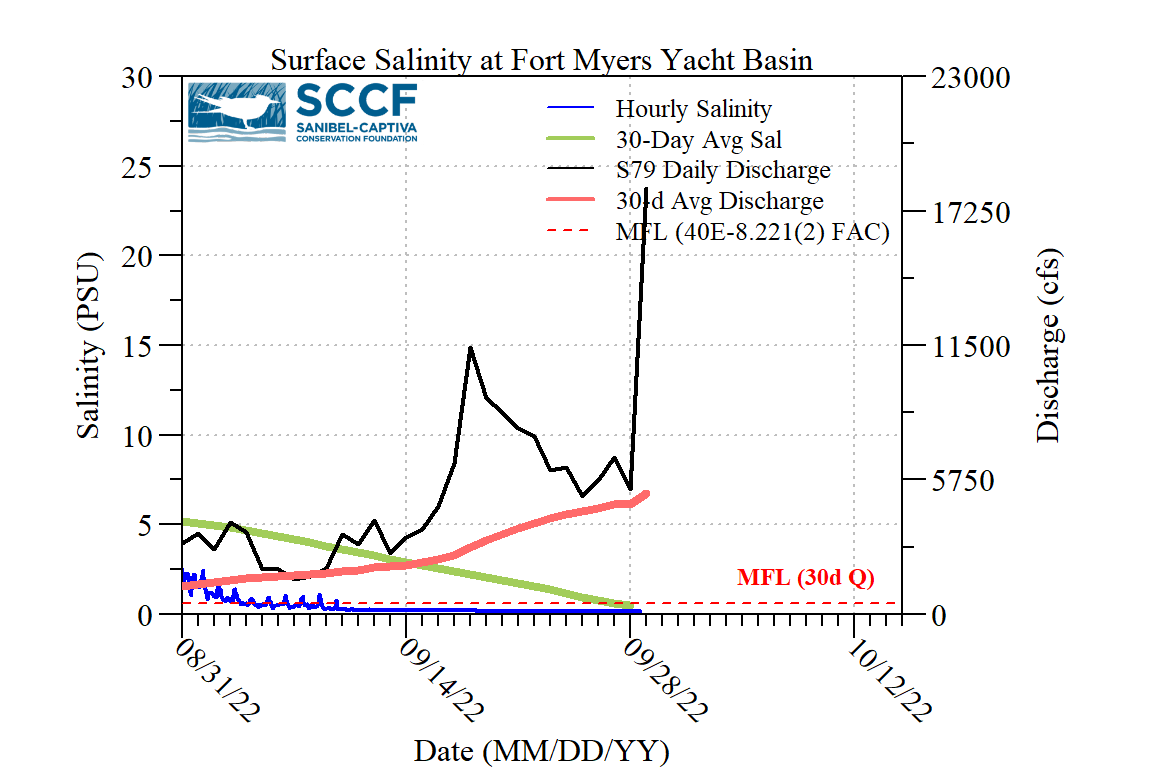 Surface Salinity at Fort Myers Yacht Basin
SCCF
SANIBEL-CAPTIVA
CONSERVATION FOUNDATION
Hourly Salinity
30-Day Avg Sal
S79 Daily Discharge
30-d Avg Discharge
MFL (40E-8.221(2) FAC)
30
25
20
15
10
5
0
Salinity (PSU)
23000
17250
11500
5750
0
Discharge (cfs)
MFL (30d Q)
08/31/22
09/14/22
09/28/22
10/12/22
Date (MM/DD/YY)